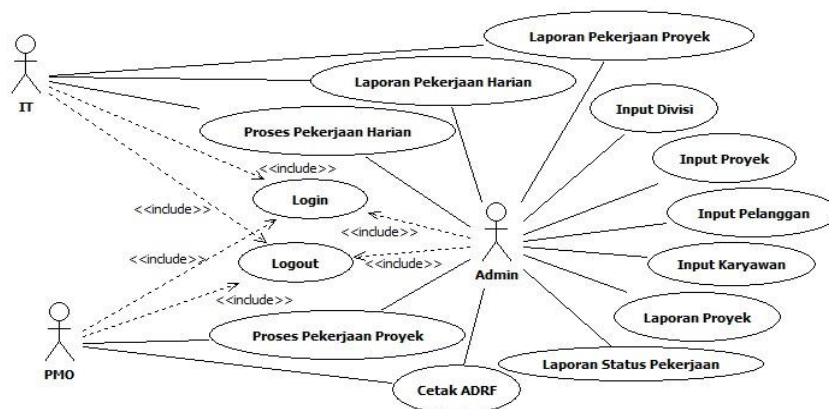 Laporan Pekerjaan Proyek
Laporan Pekerjaan Harian
IT
Input Divisi
Proses Pekerjaan Harian
Input Proyek
<<include>>
Login
<<include>>
Input Pelanggan
<<include>>
<<include>>
Logout
<<include>>
Input Karyawan
Admin
<<include>>
Laporan Proyek
Proses Pekerjaan Proyek
Laporan Status Pekerjaan
PMO
Cetak ADRF